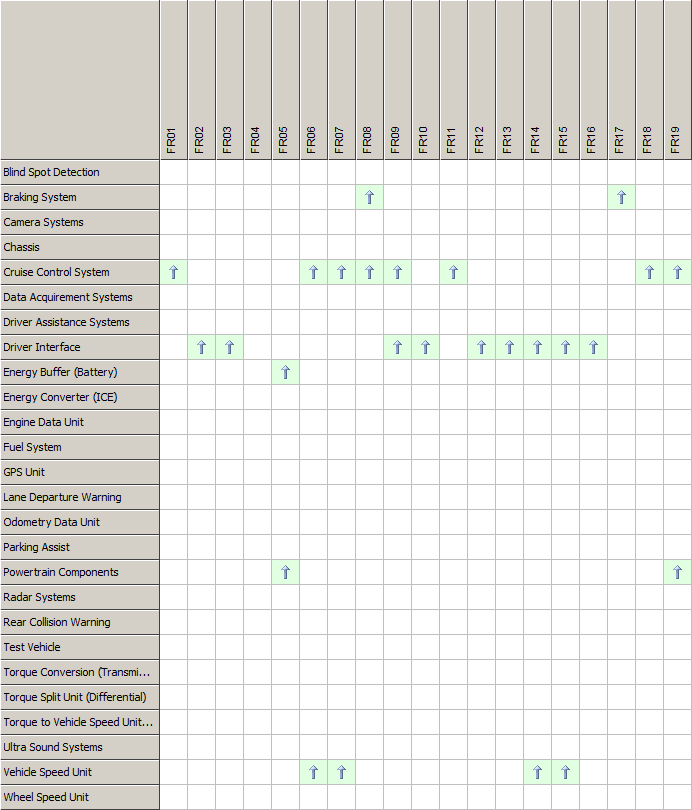 FR01
FR02
FR03
FR04
FR05
FR06
FR07
FR08
FR09
FR10
FR11
FR12
FR13
FR14
FR15
FR16
FR17
FR18
FR19
Blind Spot Detection
Braking System
Camera Systems
Chassis
Cruise Control System
Data Acquirement Systems
Driver Assistance Systems
Driver Interface
Energy Buffer (Battery)
Energy Converter (ICE)
Engine Data Unit
Fuel System
GPS Unit
Lane Departure Warning
Odometry Data Unit
Parking Assist
Powertrain Components
Radar Systems
Rear Collision Warning
Test Vehicle
Torque Conversion (Transmi...
Torque Split Unit (Differential)
Torque to Vehicle Speed Unit...
Ultra Sound Systems
Vehicle Speed Unit
Wheel Speed Unit